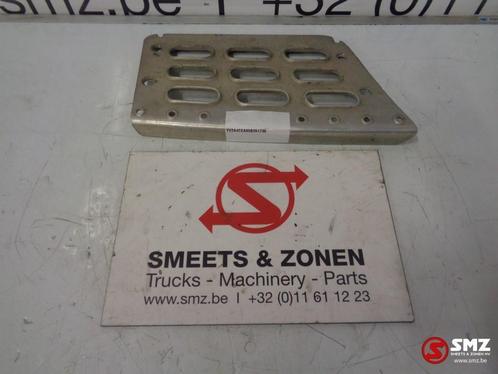 smz.be | +32 (0)11
SMEETS & ZONEN
Trucks - Machinery - Parts
www.smz.be | +32 (0)11 61 12 23
SMZ
SMEETS & ZONEN NV